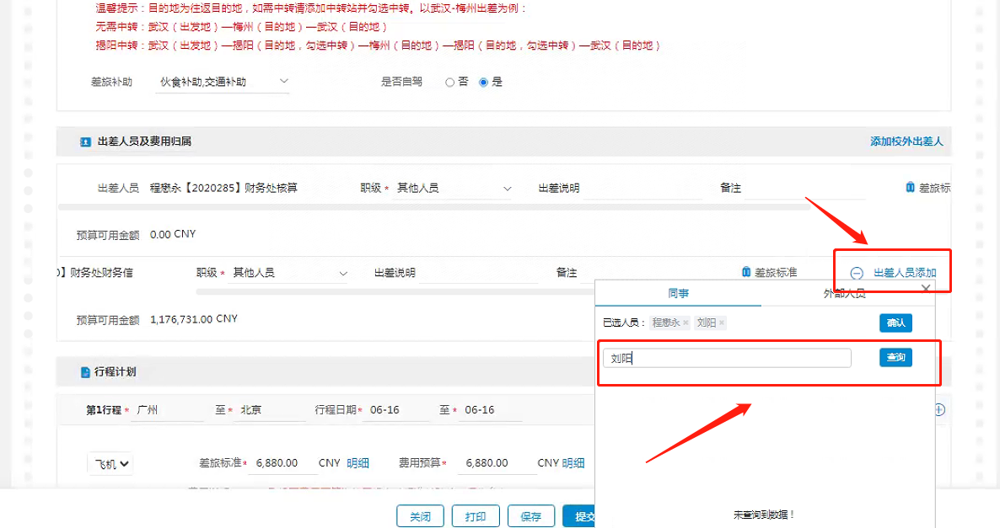 温馨提示：目的地为往返目的地，如需中转请添加中转站并勾选中转。以武汉-梅州出差为例：
无需中转：武汉（出发地）—梅州（目的地）—武汉（目的地）
揭阳中转：武汉（出发地）—揭阳（目的地，勾选中转）—梅州（目的地）—揭阳（目的地，勾选中转）—武汉（目的地）
差旅补助 伙食补助,交通补助 是否自驾 否 是
出差人员及费用归属 添加校外出差人
出差人员 程懋永【2020285】财务处核算 职级 * 其他人员 出差说明 备注 差旅标
预算可用金额 0.00 CNY
】财务处财务信 职级 * 其他人员 出差说明 备注 差旅标准 出差人员添加
同事 外部人员
已选人员： 程懋永 × 刘阳 × 确认
预算可用金额 1,176,731.00 CNY
刘阳 查询
行程计划
第1行程 * 广州 至 * 北京 行程日期 * 06-16 至 * 06-16
飞机 差旅标准 * 6,880.00 CNY 明细 费用预算 * 6,880.00 CNY 明细
未查询到数据！
关闭 打印 保存 提交